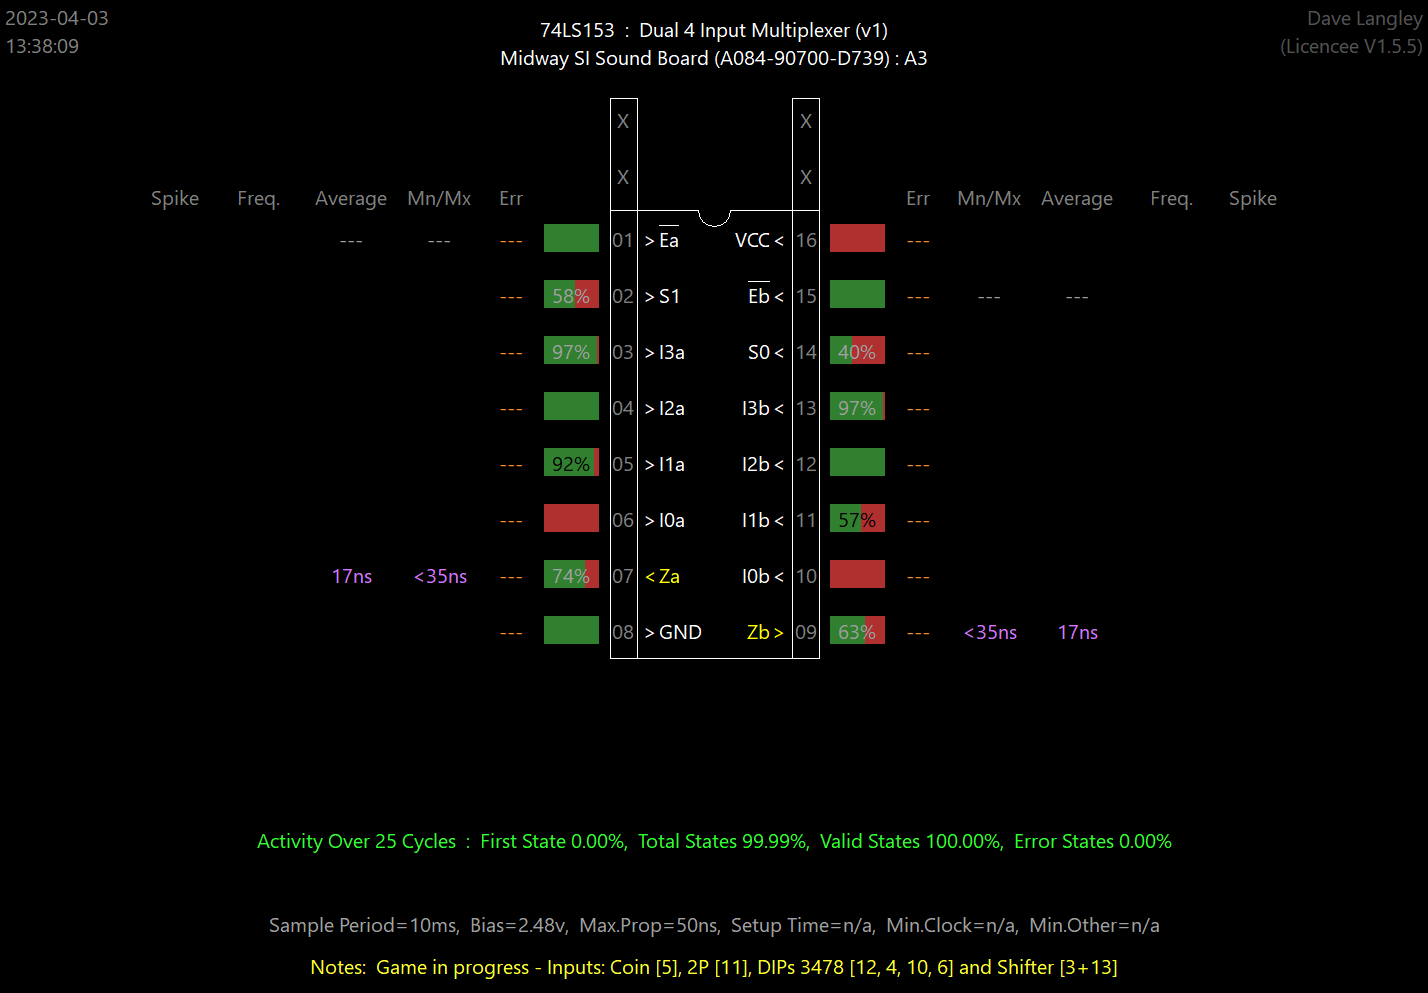 2023-04-03
13:38:09
74LS153 : Dual 4 Input Multiplexer (v1)
Midway SI Sound Board (A084-90700-D739) : A3
Dave Langley
(Licencee V1.5.5)
X X
X X
Spike Freq. Average Mn/Mx Err Err Mn/Mx Average Freq. Spike
--- --- --- 01 > Ea VCC < 16 ---
--- 58% 02 > S1 Eb < 15 --- --- ---
--- 97% 03 > I3a S0 < 14 40% ---
--- 04 > I2a I3b < 13 97% ---
--- 92% 05 > I1a I2b < 12 ---
--- 06 > I0a I1b < 11 57% ---
17ns <35ns --- 74% 07 < Za I0b < 10 ---
--- 08 > GND Zb > 09 63% --- <35ns 17ns
Activity Over 25 Cycles : First State 0.00%, Total States 99.99%, Valid States 100.00%, Error States 0.00%
Sample Period=10ms, Bias=2.48v, Max.Prop=50ns, Setup Time=n/a, Min.Clock=n/a, Min.Other=n/a
Notes: Game in progress - Inputs: Coin [5], 2P [11], DIPs 3478 [12, 4, 10, 6] and Shifter [3+13]